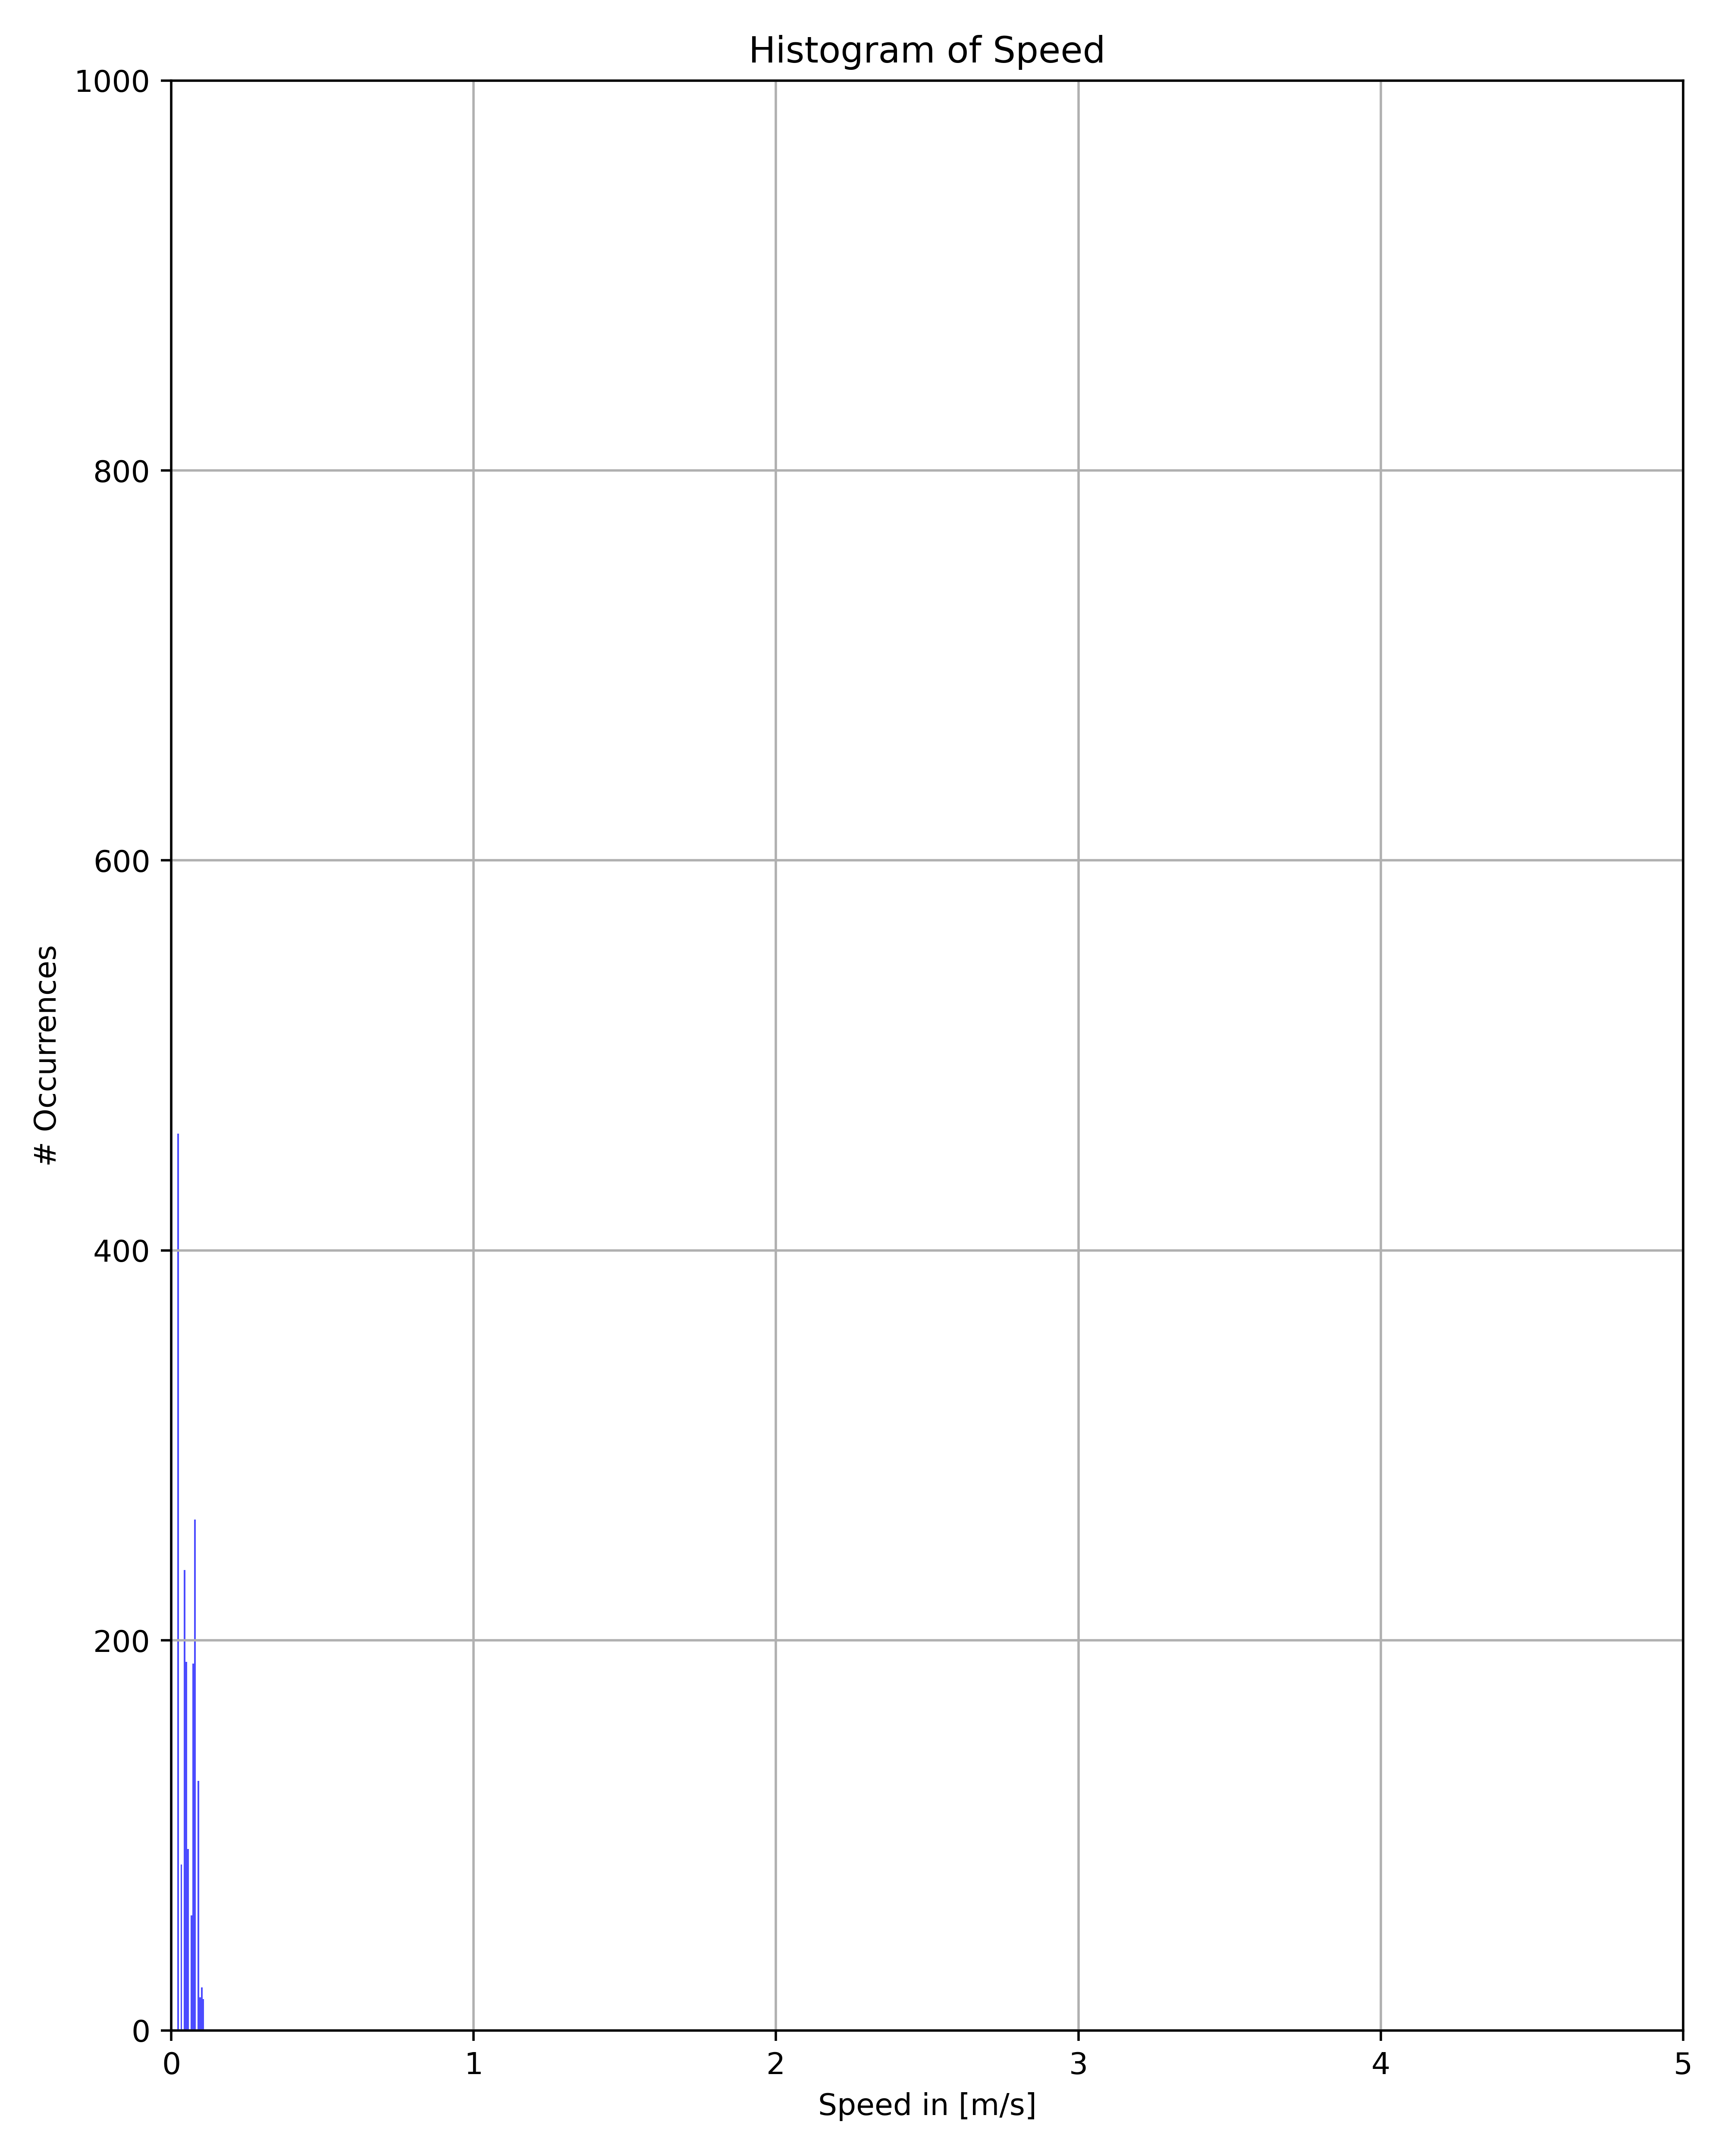 Histogram of Speed
1000
800
600
400
200
0
# Occurrences
0 1 2 3 4 5
Speed in [m/s]